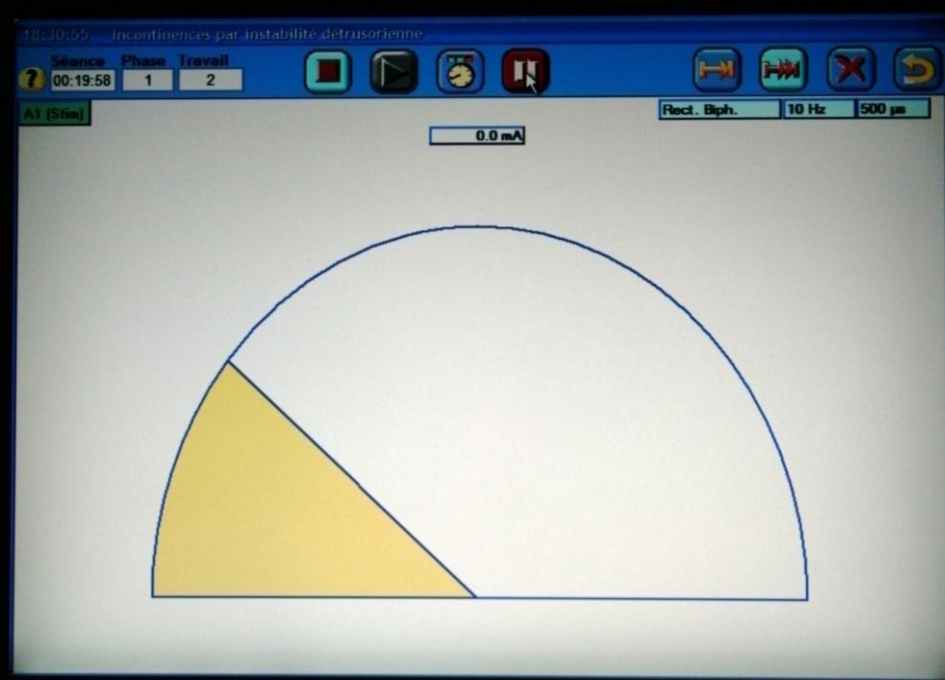 18:30:55 Incontinences par instabilité détrusorienne
Séance Phase Travail
? 00:19:58 1 2
A1 (Stim)
Rect. Biph. 10 Hz 500 µs
0.0 mA